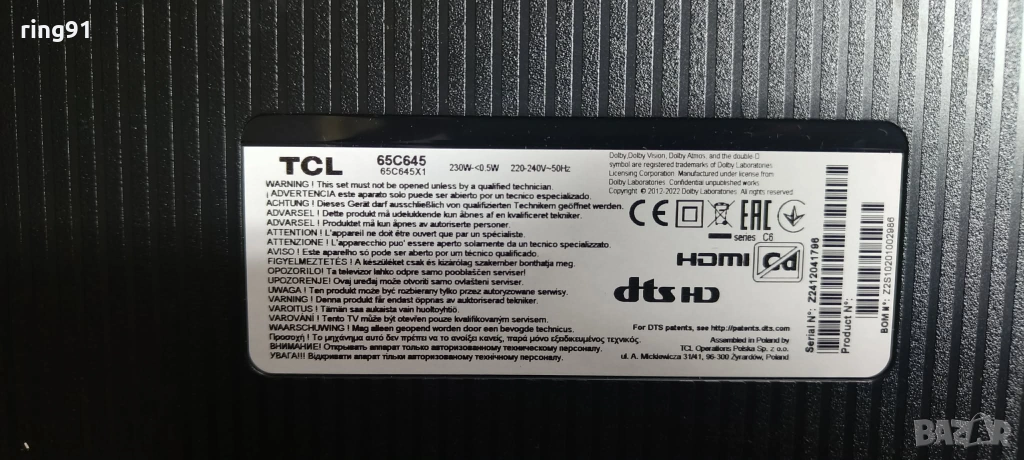 ring91
TCL
65C645
65C645X1
230W-<0.5W
220-240V~50Hz
WARNING ! This set must not be opened unless by a qualified technician.
¡ ADVERTENCIA este aparato solo puede ser abierto por un tecnico especializado.
ACHTUNG ! Dieses Gerät darf ausschließlich von qualifizierten Technikern geöffnet werden.
ADVARSEL ! Dette produkt må udelukkende kun åbnes af en kvalificeret tekniker.
ADVARSEL ! Produktet må kun åpnes av autoriserte personer.
ATTENTION ! L'appareil ne doit être ouvert que par un spécialiste.
ATTENZIONE ! L'apparecchio puo' essere aperto solamente da un tecnico specializzato.
AVISO ! Este aparelho só pode ser aberto por um técnico qualificado.
FIGYELMEZTETÉS ! A készüléket csak és kizárólag szakember bonthatja meg.
OPOZORILO! Ta televizor lahko odpre samo pooblaščen serviser!
UPOZORENJE! Ovaj uređaj može otvoriti samo ovlašteni serviser.
UWAGA ! Ten produkt może być rozbierany tylko przez autoryzowane serwisy.
VARNING ! Denna produkt får endast öppnas av auktoriserad tekniker.
VAROITUS ! Tämän saa aukaista vain huoltoyhtiö.
VAROVÁNÍ ! Tento TV může být otevřen pouze kvalifikovaným servisem.
WAARSCHUWING ! Mag alleen geopend worden door een bevoegde technicus.
Προσοχή ! Το μηχάνημα αυτό δεν πρέπει να το ανοίξει κανείς, παρά μόνο εξειδικευμένος τεχνικός.
ВНИМАНИЕ! Открывать аппарат только авторизованному техническому персоналу.
УВАГА!!! Відкривати апарат тільки авторизованному технічному персоналу.
Dolby,Dolby Vision, Dolby Atmos, and the double-D
symbol are registered trademarks of Dolby Laboratories
Licensing Corporation. Manufactured under license from
Dolby Laboratories. Confidential unpublished works.
Copyright © 2012-2022 Dolby Laboratories. All rights reserved.
CE
EAC
series C6
HDMI
dts HD
For DTS patents, see http://patents.dts.com
Assembled in Poland by
TCL Operations Polska Sp. z o.o.
ul. A. Mickiewicza 31/41, 96-300 Żyrardów, Poland
Serial N°: Z2412041796
Product N°:
BOM N°: Z2S10201002986
BAZAR